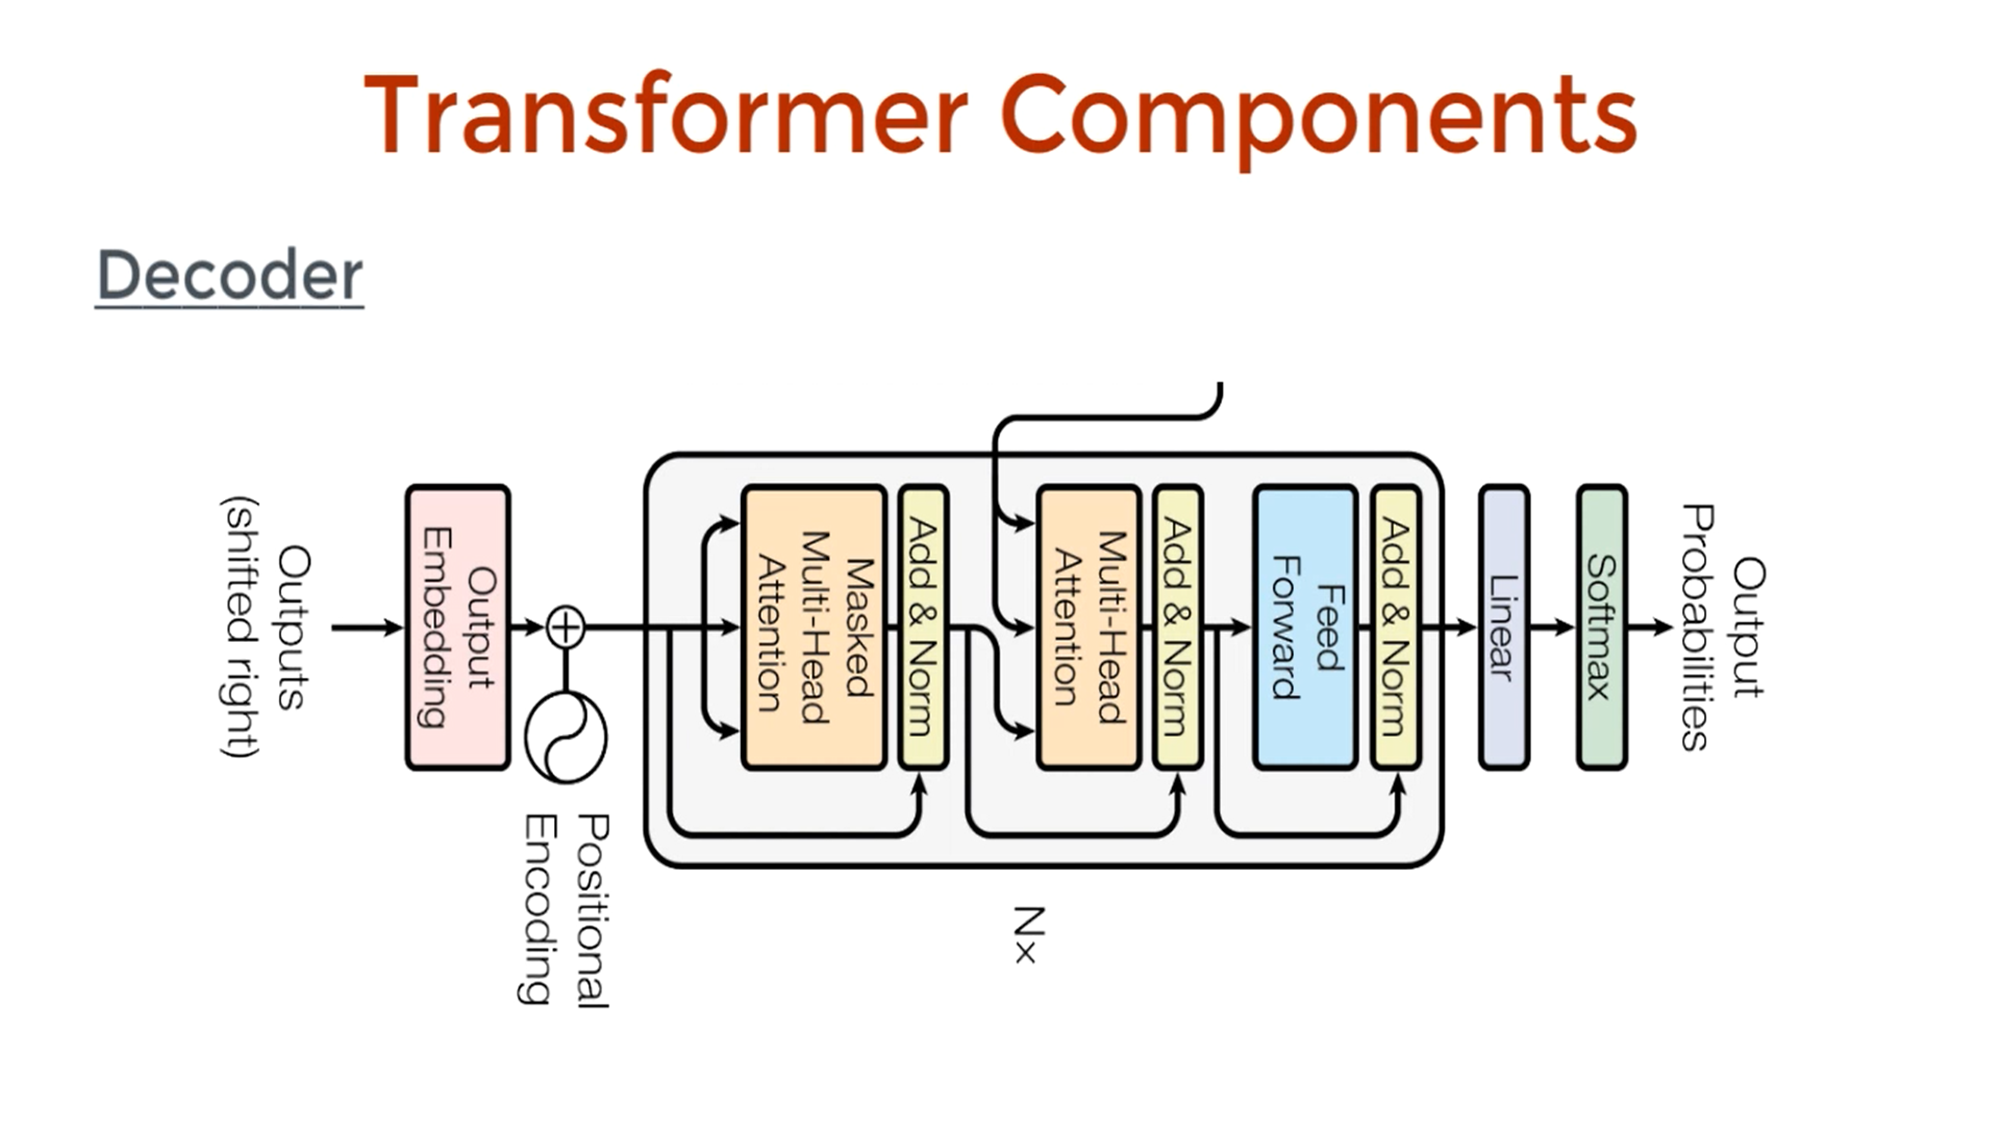 Transformer Components
Decoder
Outputs
(shifted right)
Output
Embedding
Positional
Encoding
Masked
Multi-Head
Attention
Add & Norm
Multi-Head
Attention
Add & Norm
Feed
Forward
Add & Norm
Nx
Linear
Softmax
Output
Probabilities